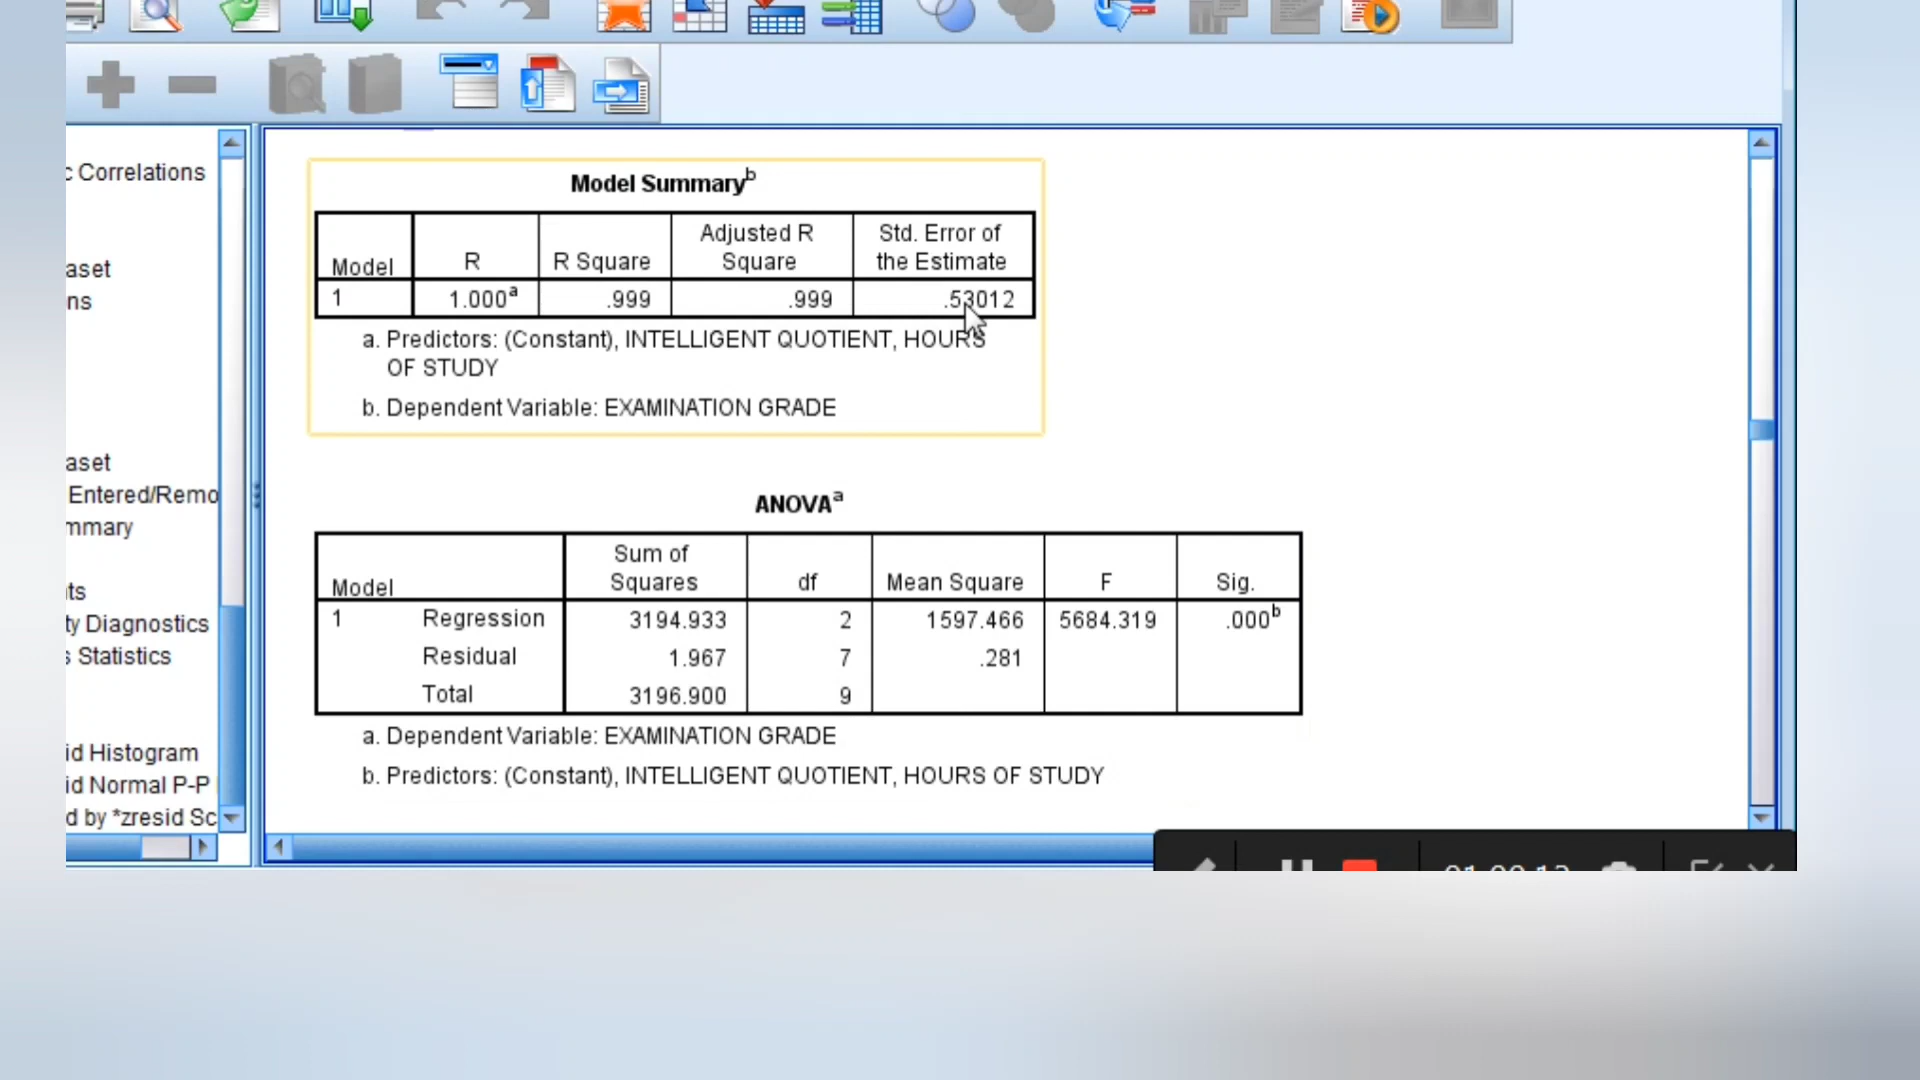 c Correlations
aset
ns
aset
Entered/Remo
mmary
ts
ty Diagnostics
s Statistics
id Histogram
id Normal P-P
d by *zresid Sc
Model Summaryb
Model R R Square Adjusted R Square Std. Error of the Estimate
1 1.000a .999 .999 .53012
a. Predictors: (Constant), INTELLIGENT QUOTIENT, HOURS
OF STUDY
b. Dependent Variable: EXAMINATION GRADE
ANOVAa
Model Sum of Squares df Mean Square F Sig.
1 Regression 3194.933 2 1597.466 5684.319 .000b
Residual 1.967 7 .281
Total 3196.900 9
a. Dependent Variable: EXAMINATION GRADE
b. Predictors: (Constant), INTELLIGENT QUOTIENT, HOURS OF STUDY